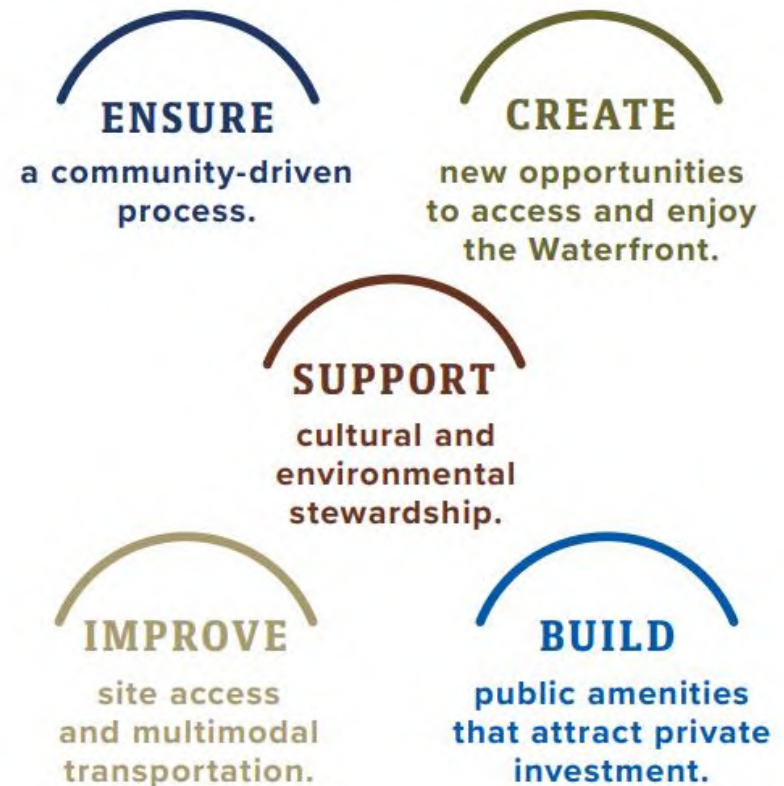 ENSURE
a community-driven
process.
CREATE
new opportunities
to access and enjoy
the Waterfront.
SUPPORT
cultural and
environmental
stewardship.
IMPROVE
site access
and multimodal
transportation.
BUILD
public amenities
that attract private
investment.